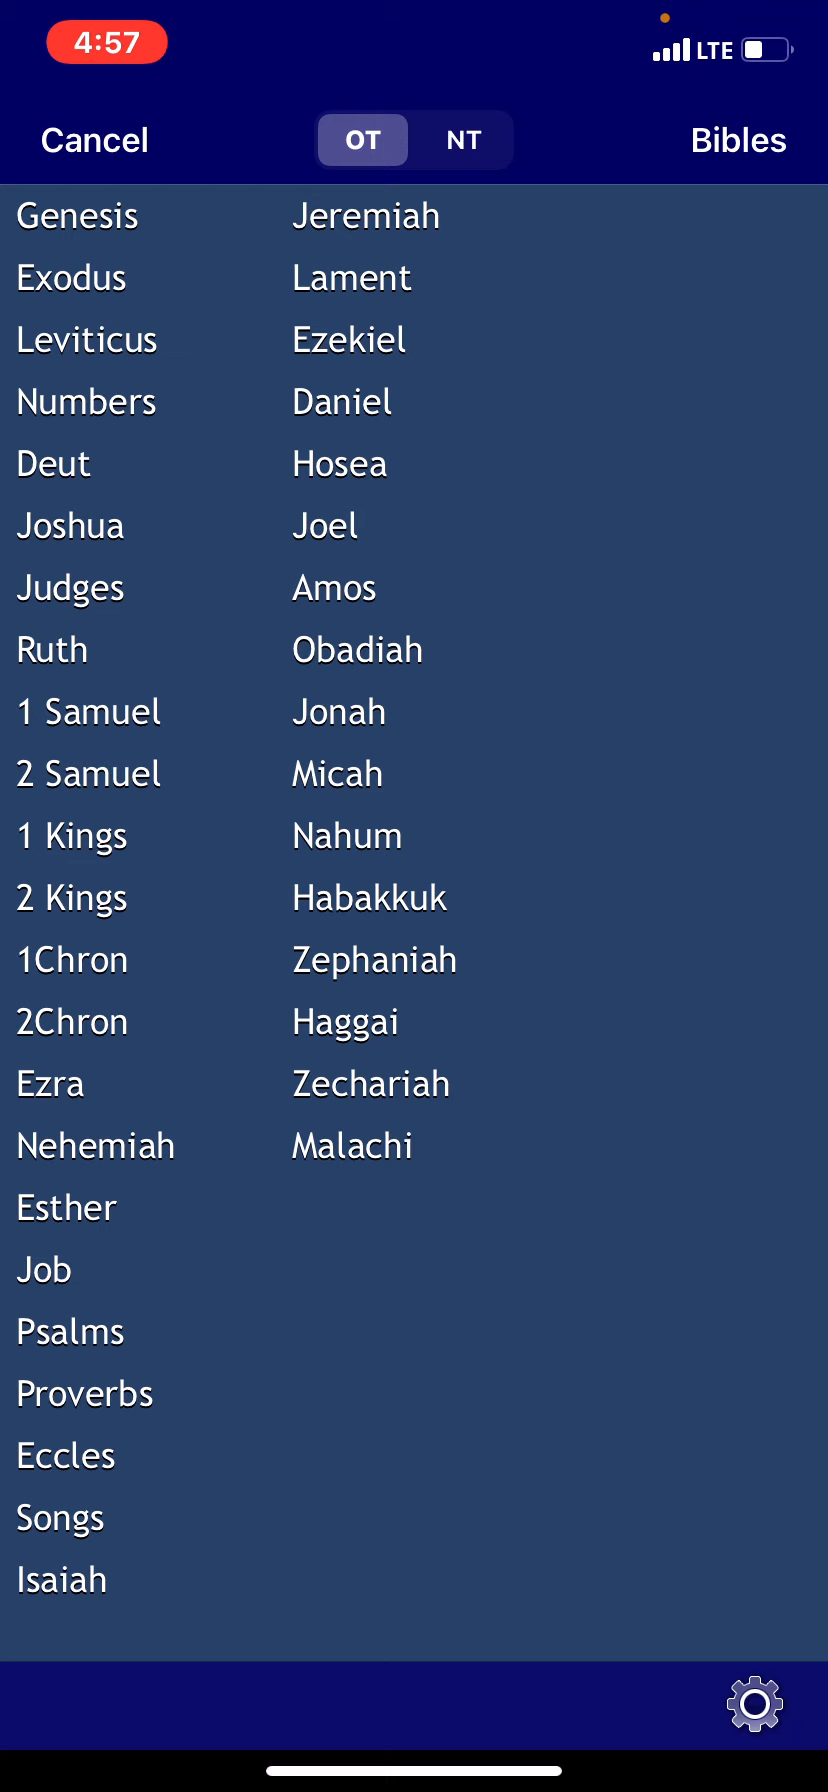 4:57
LTE
Cancel
OT
NT
Bibles
Genesis
Exodus
Leviticus
Numbers
Deut
Joshua
Judges
Ruth
1 Samuel
2 Samuel
1 Kings
2 Kings
1Chron
2Chron
Ezra
Nehemiah
Esther
Job
Psalms
Proverbs
Eccles
Songs
Isaiah
Jeremiah
Lament
Ezekiel
Daniel
Hosea
Joel
Amos
Obadiah
Jonah
Micah
Nahum
Habakkuk
Zephaniah
Haggai
Zechariah
Malachi